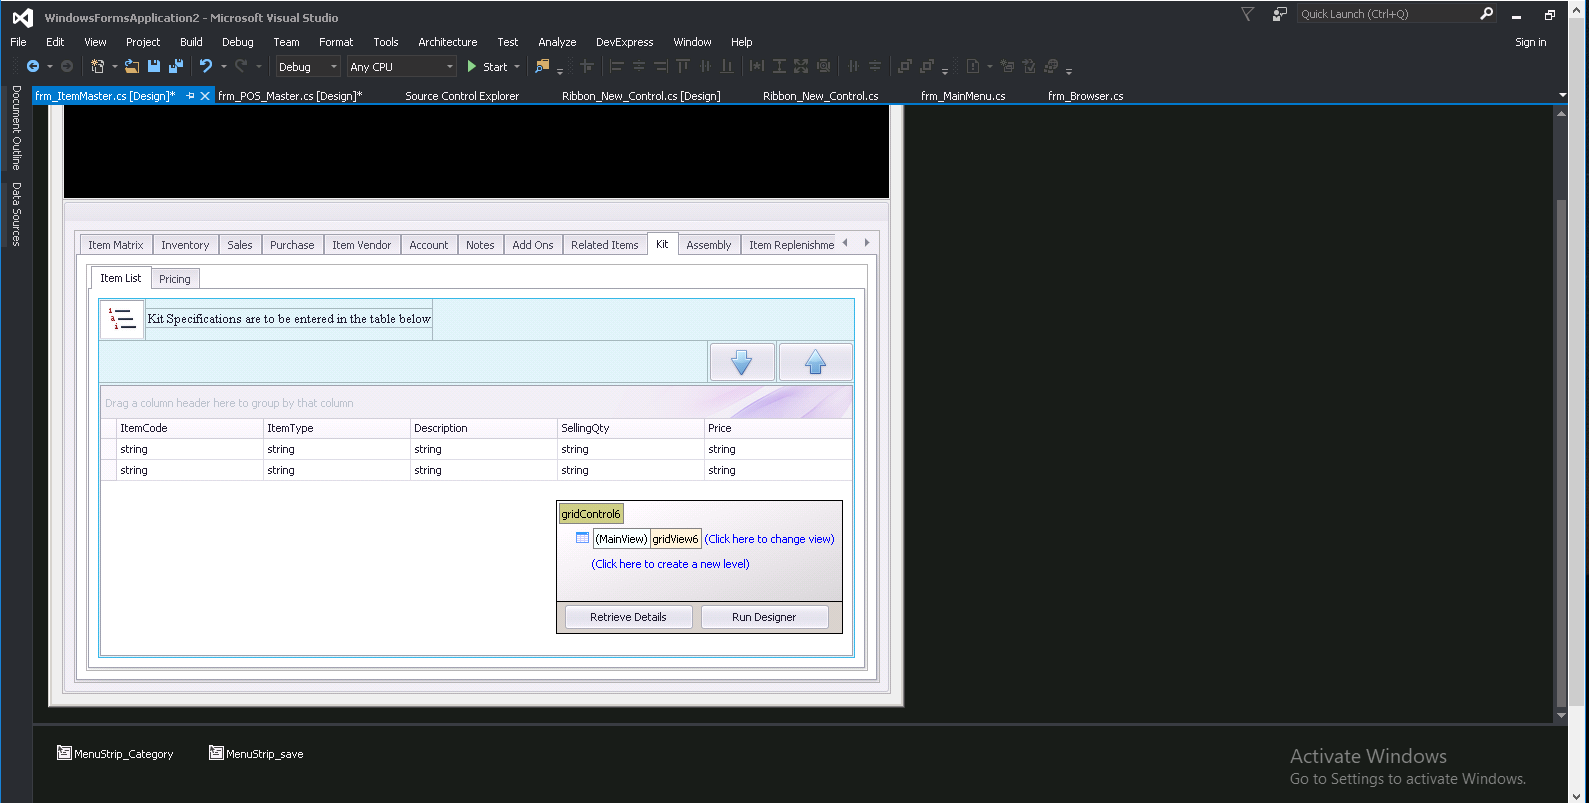 WindowsFormsApplication2 - Microsoft Visual Studio
Quick Launch (Ctrl+Q)
File Edit View Project Build Debug Team Format Tools Architecture Test Analyze DevExpress Window Help
Sign in
Debug Any CPU Start
frm_ItemMaster.cs [Design]* frm_POS_Master.cs [Design]* Source Control Explorer Ribbon_New_Control.cs [Design] Ribbon_New_Control.cs frm_MainMenu.cs frm_Browser.cs
Document Outline
Data Sources
Item Matrix Inventory Sales Purchase Item Vendor Account Notes Add Ons Related Items Kit Assembly Item Replenishme
Item List Pricing
Kit Specifications are to be entered in the table below
Drag a column header here to group by that column
ItemCode ItemType Description SellingQty Price
string string string string string
string string string string string
gridControl6
(MainView) gridView6 (Click here to change view)
(Click here to create a new level)
Retrieve Details Run Designer
MenuStrip_Category MenuStrip_save
Activate Windows
Go to Settings to activate Windows.